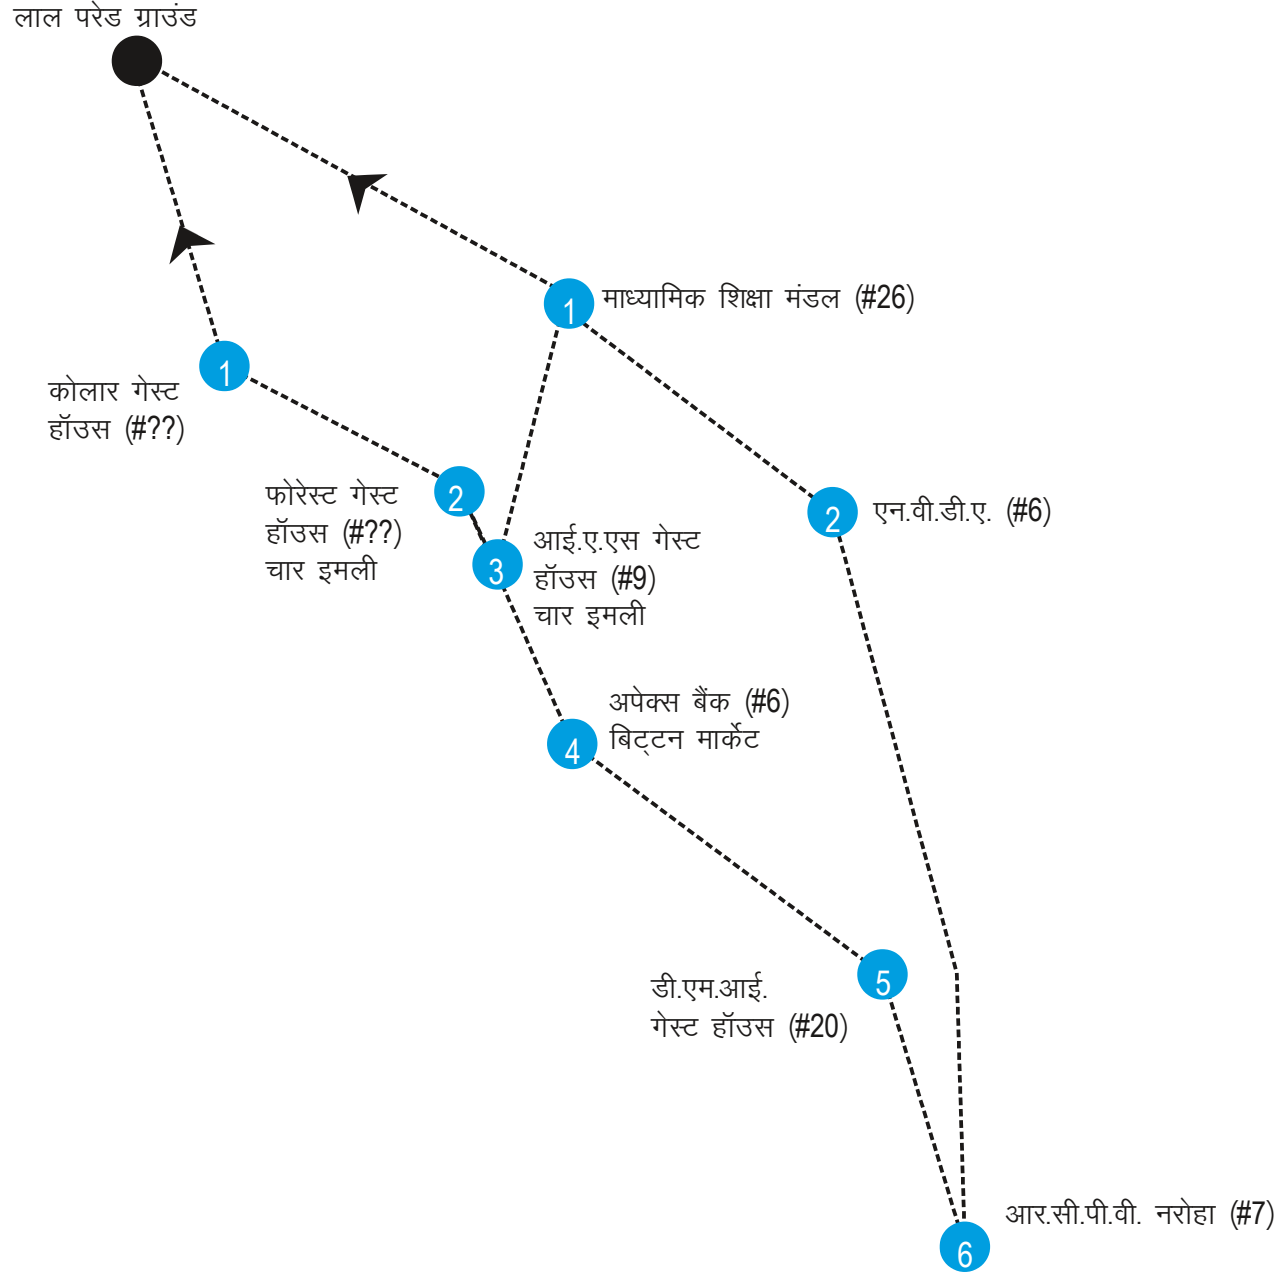 लाल परेड ग्राउंड
1
माध्यामिक शिक्षा मंडल (#26)
1
कोलार गेस्ट
हॉउस (#??)
2
फोरेस्ट गेस्ट
हॉउस (#??)
चार इमली
2
एन.वी.डी.ए. (#6)
3
आई.ए.एस गेस्ट
हॉउस (#9)
चार इमली
4
अपेक्स बैंक (#6)
बिट्टन मार्केट
5
डी.एम.आई.
गेस्ट हॉउस (#20)
6
आर.सी.पी.वी. नरोहा (#7)